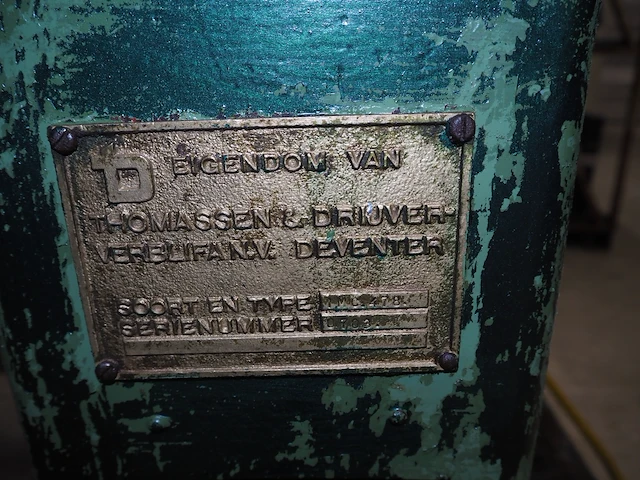 TD EIGENDOM VAN
THOMASSEN & DRIJVER-
VERBLIFA N.V. DEVENTER
SOORT EN TYPE
SERIENUMMER